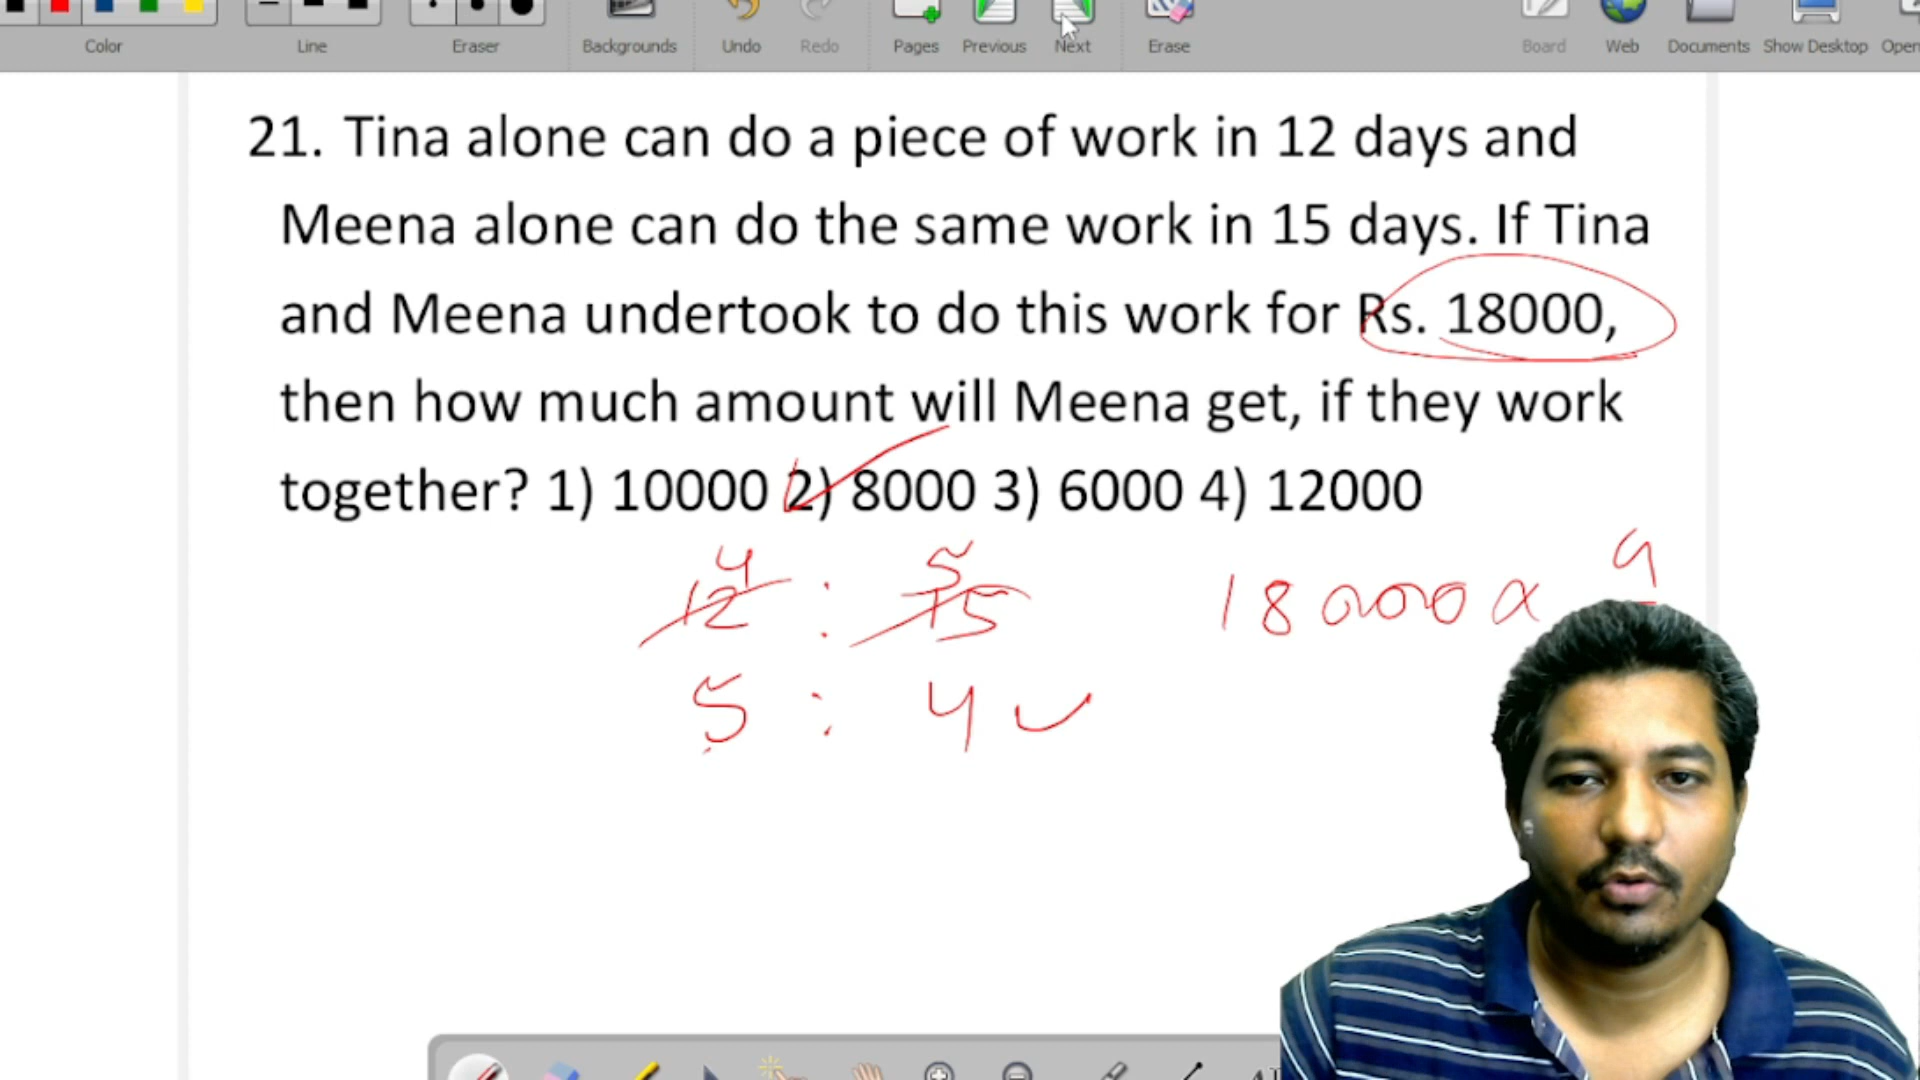 Color Line Eraser Backgrounds Undo Redo Pages Previous Next Erase Board Web Documents Show Desktop Open
21. Tina alone can do a piece of work in 12 days and
Meena alone can do the same work in 15 days. If Tina
and Meena undertook to do this work for Rs. 18000,
then how much amount will Meena get, if they work
together? 1) 10000 2) 8000 3) 6000 4) 12000
4 5
12 : 15 18000 x
5 : 4